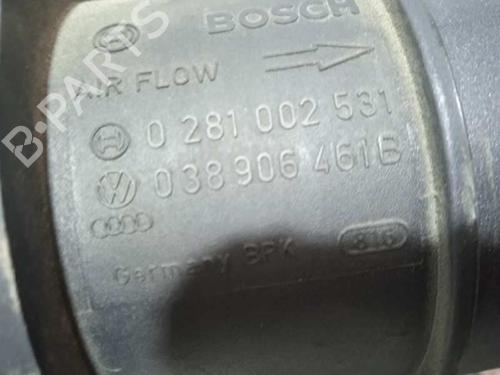 BOSCH
AIR FLOW
0 281 002 531
038 906 461B
Germany BPK
816
B-PARTS